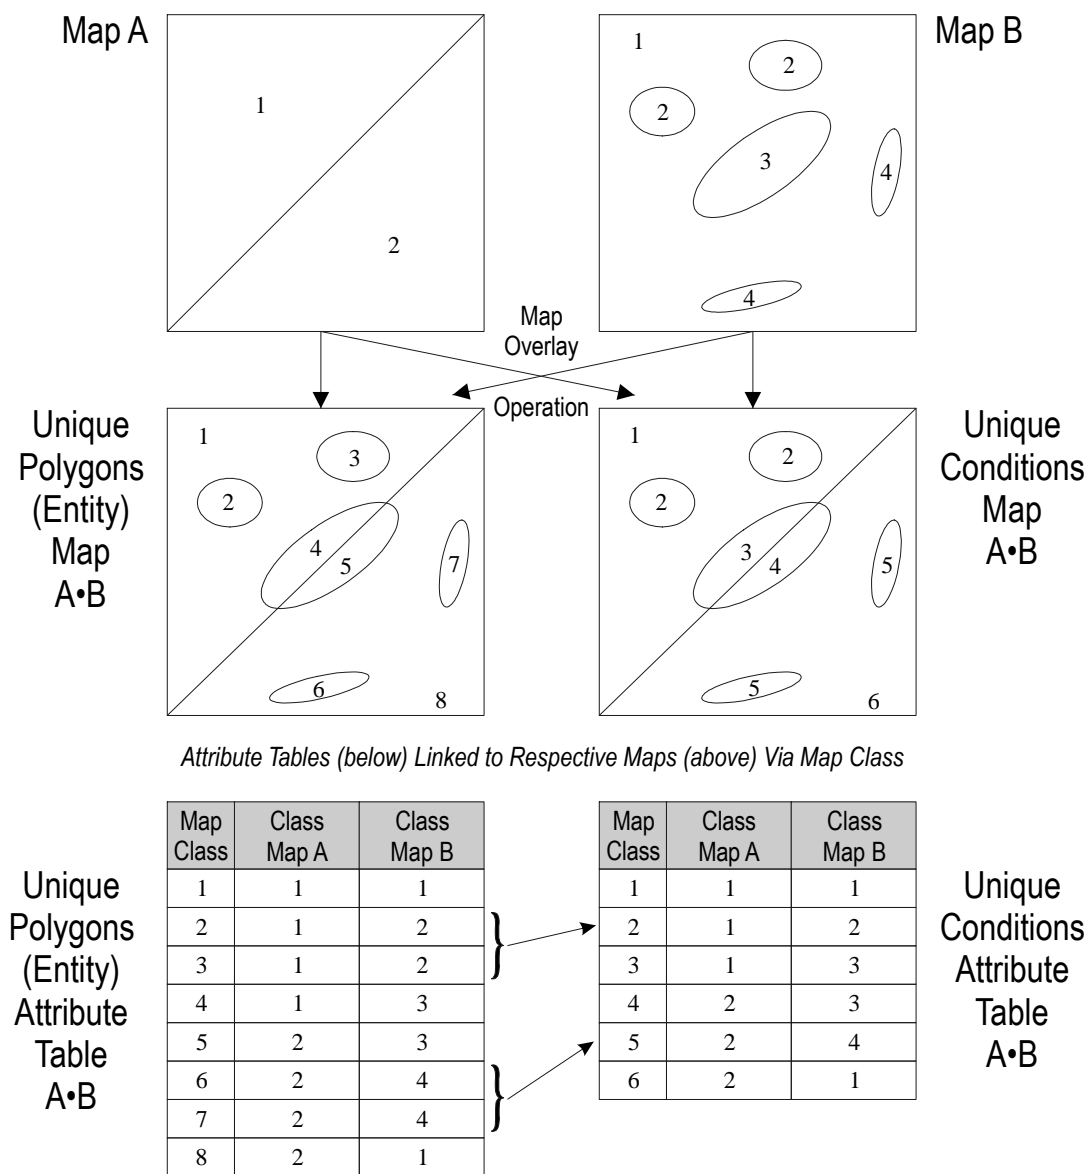 Map A
1
2
Map B
1
2
2
3
4
4
Map
Overlay
Operation
Unique
Polygons
(Entity)
Map
A•B
1
3
2
4
5
7
6
8
1
2
2
3
4
5
5
6
Unique
Conditions
Map
A•B
Attribute Tables (below) Linked to Respective Maps (above) Via Map Class
Unique
Polygons
(Entity)
Attribute
Table
A•B
Map Class Class Map A Class Map B
1 1 1
2 1 2
3 1 2
4 1 3
5 2 3
6 2 4
7 2 4
8 2 1
Map Class Class Map A Class Map B
1 1 1
2 1 2
3 1 3
4 2 3
5 2 4
6 2 1
Unique
Conditions
Attribute
Table
A•B